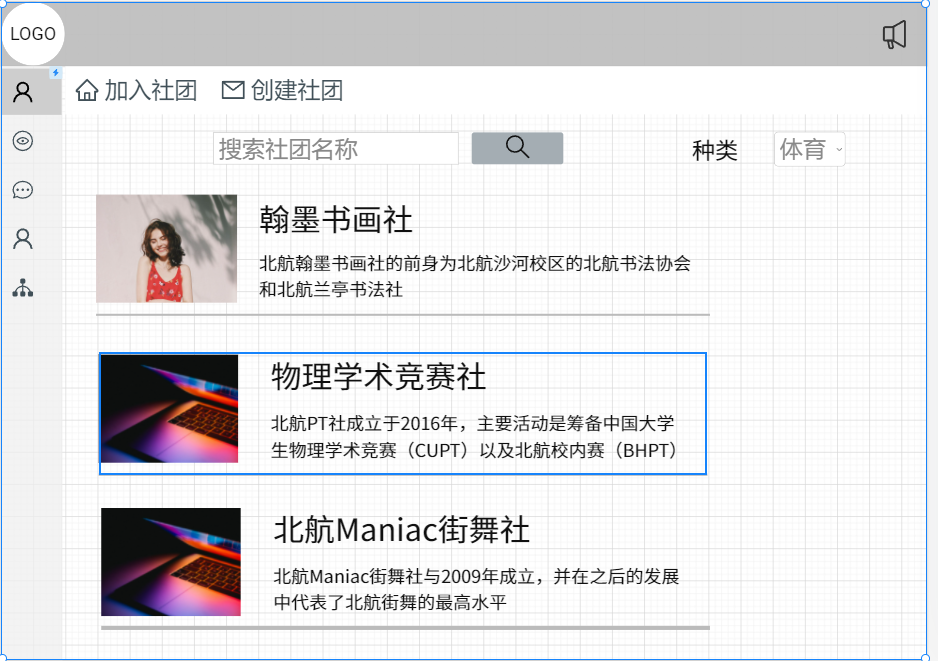 LOGO
加入社团
创建社团
搜索社团名称
种类
体育
翰墨书画社
北航翰墨书画社的前身为北航沙河校区的北航书法协会
和北航兰亭书法社
物理学术竞赛社
北航PT社成立于2016年，主要活动是筹备中国大学
生物理学术竞赛（CUPT）以及北航校内赛（BHPT）
北航Maniac街舞社
北航Maniac街舞社与2009年成立，并在之后的发展
中代表了北航街舞的最高水平